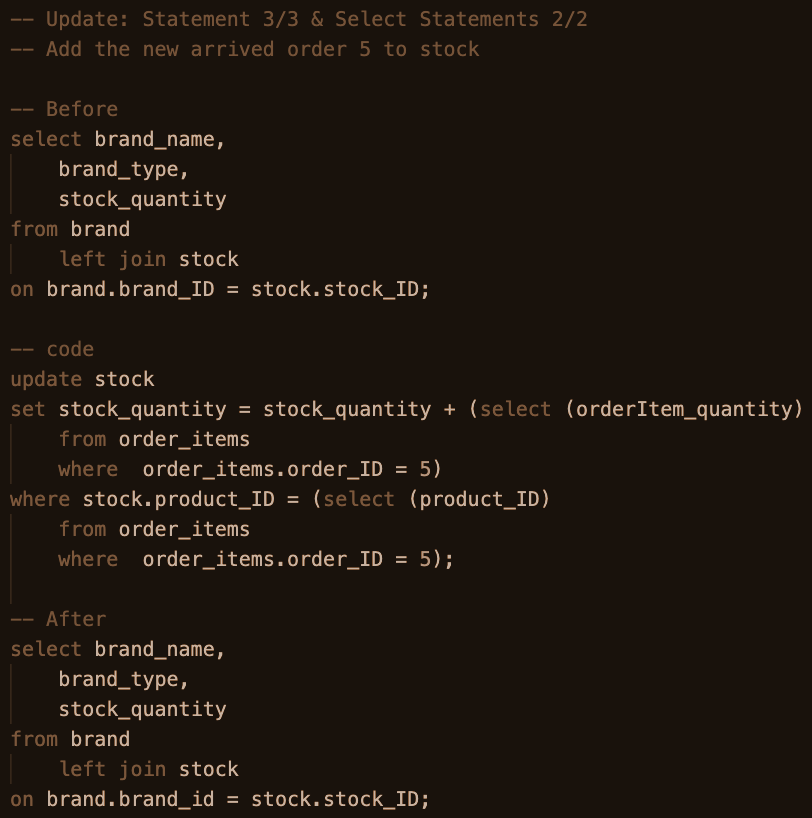 -- Update: Statement 3/3 & Select Statements 2/2
-- Add the new arrived order 5 to stock
-- Before
select brand_name,
brand_type,
stock_quantity
from brand
left join stock
on brand.brand_ID = stock.stock_ID;
-- code
update stock
set stock_quantity = stock_quantity + (select (orderItem_quantity)
from order_items
where  order_items.order_ID = 5)
where stock.product_ID = (select (product_ID)
from order_items
where  order_items.order_ID = 5);
-- After
select brand_name,
brand_type,
stock_quantity
from brand
left join stock
on brand.brand_id = stock.stock_ID;